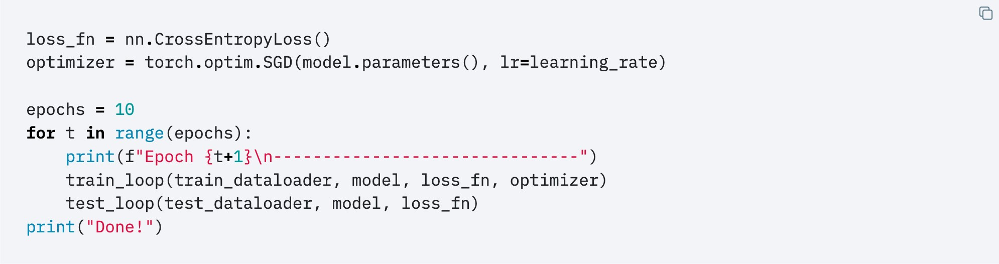 loss_fn = nn.CrossEntropyLoss()
optimizer = torch.optim.SGD(model.parameters(), lr=learning_rate)

epochs = 10
for t in range(epochs):
    print(f"Epoch {t+1}\n-------------------------------")
    train_loop(train_dataloader, model, loss_fn, optimizer)
    test_loop(test_dataloader, model, loss_fn)
print("Done!")